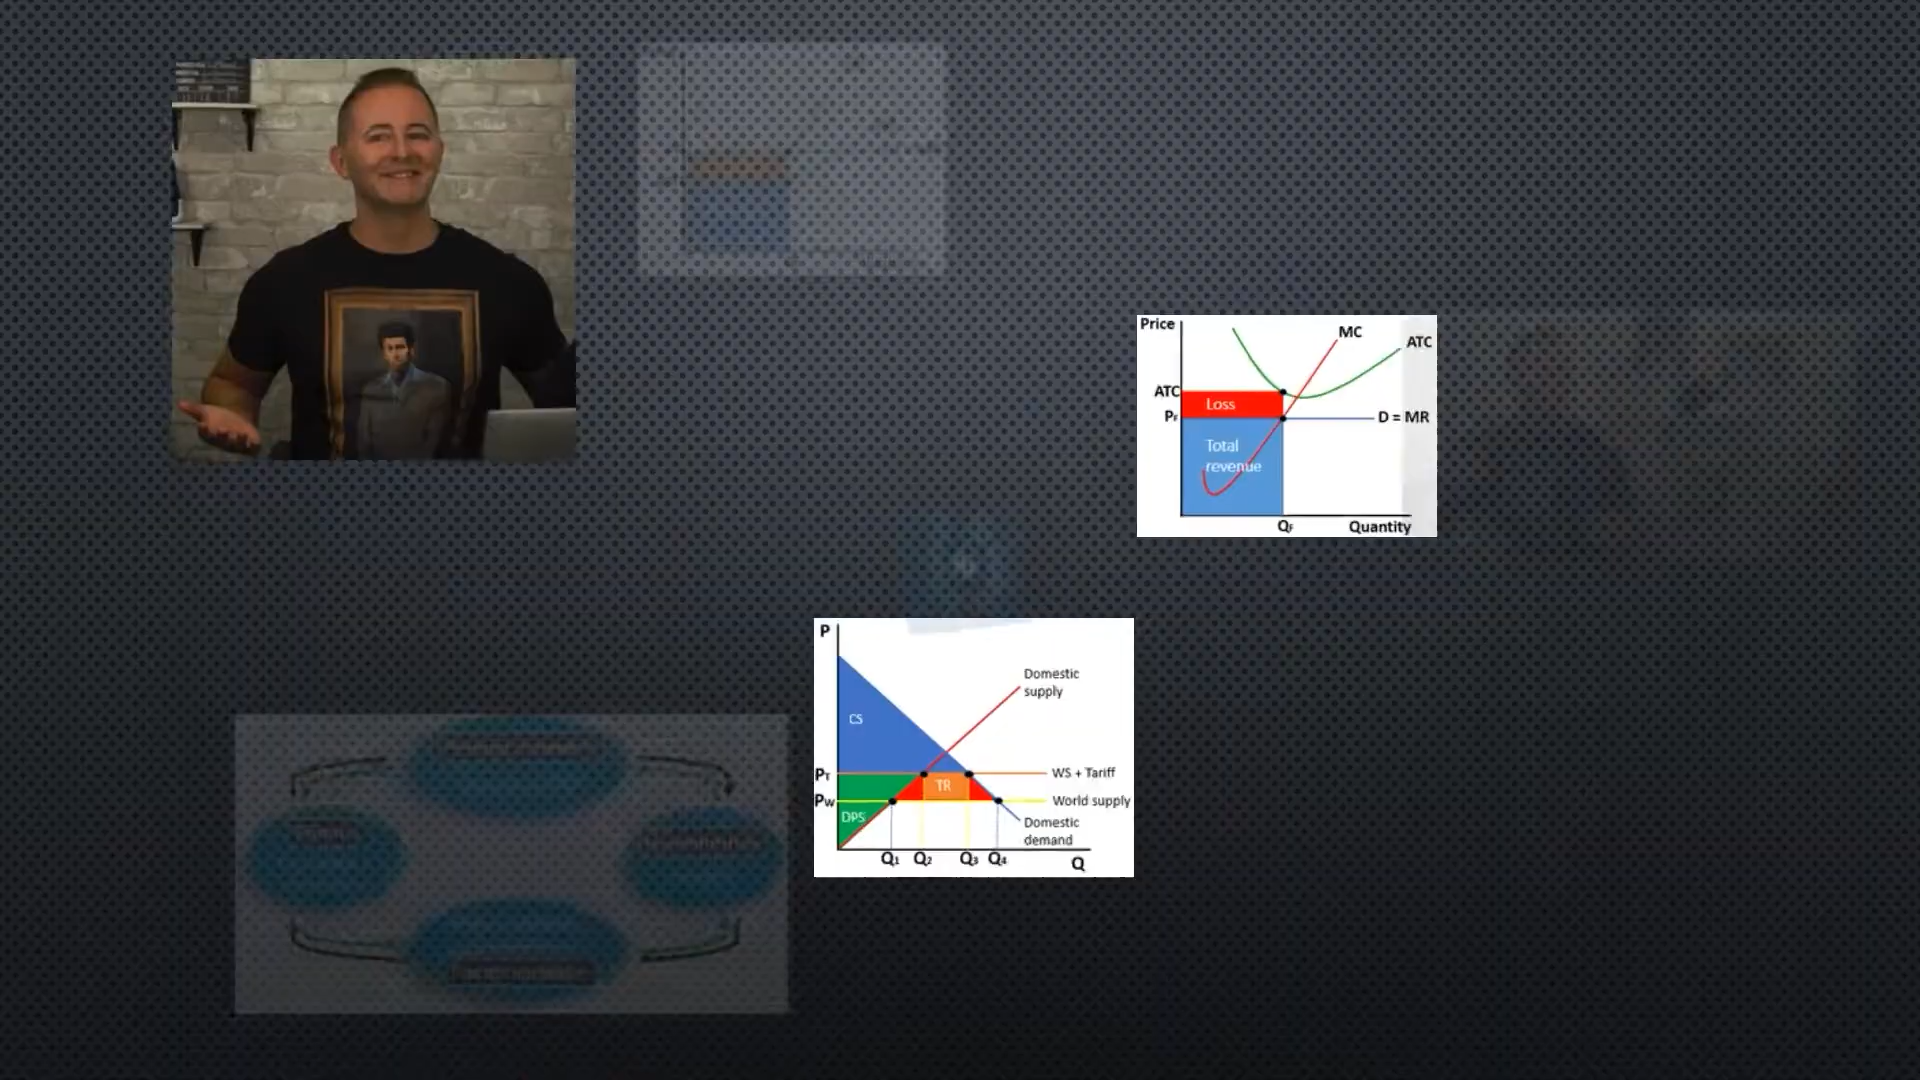 Price
MC
ATC
ATC
Loss
PF
D = MR
Total
revenue
QF
Quantity
P
Domestic
supply
CS
PT
WS + Tariff
TR
PW
World supply
DPS
Domestic
demand
Q1 Q2 Q3 Q4
Q